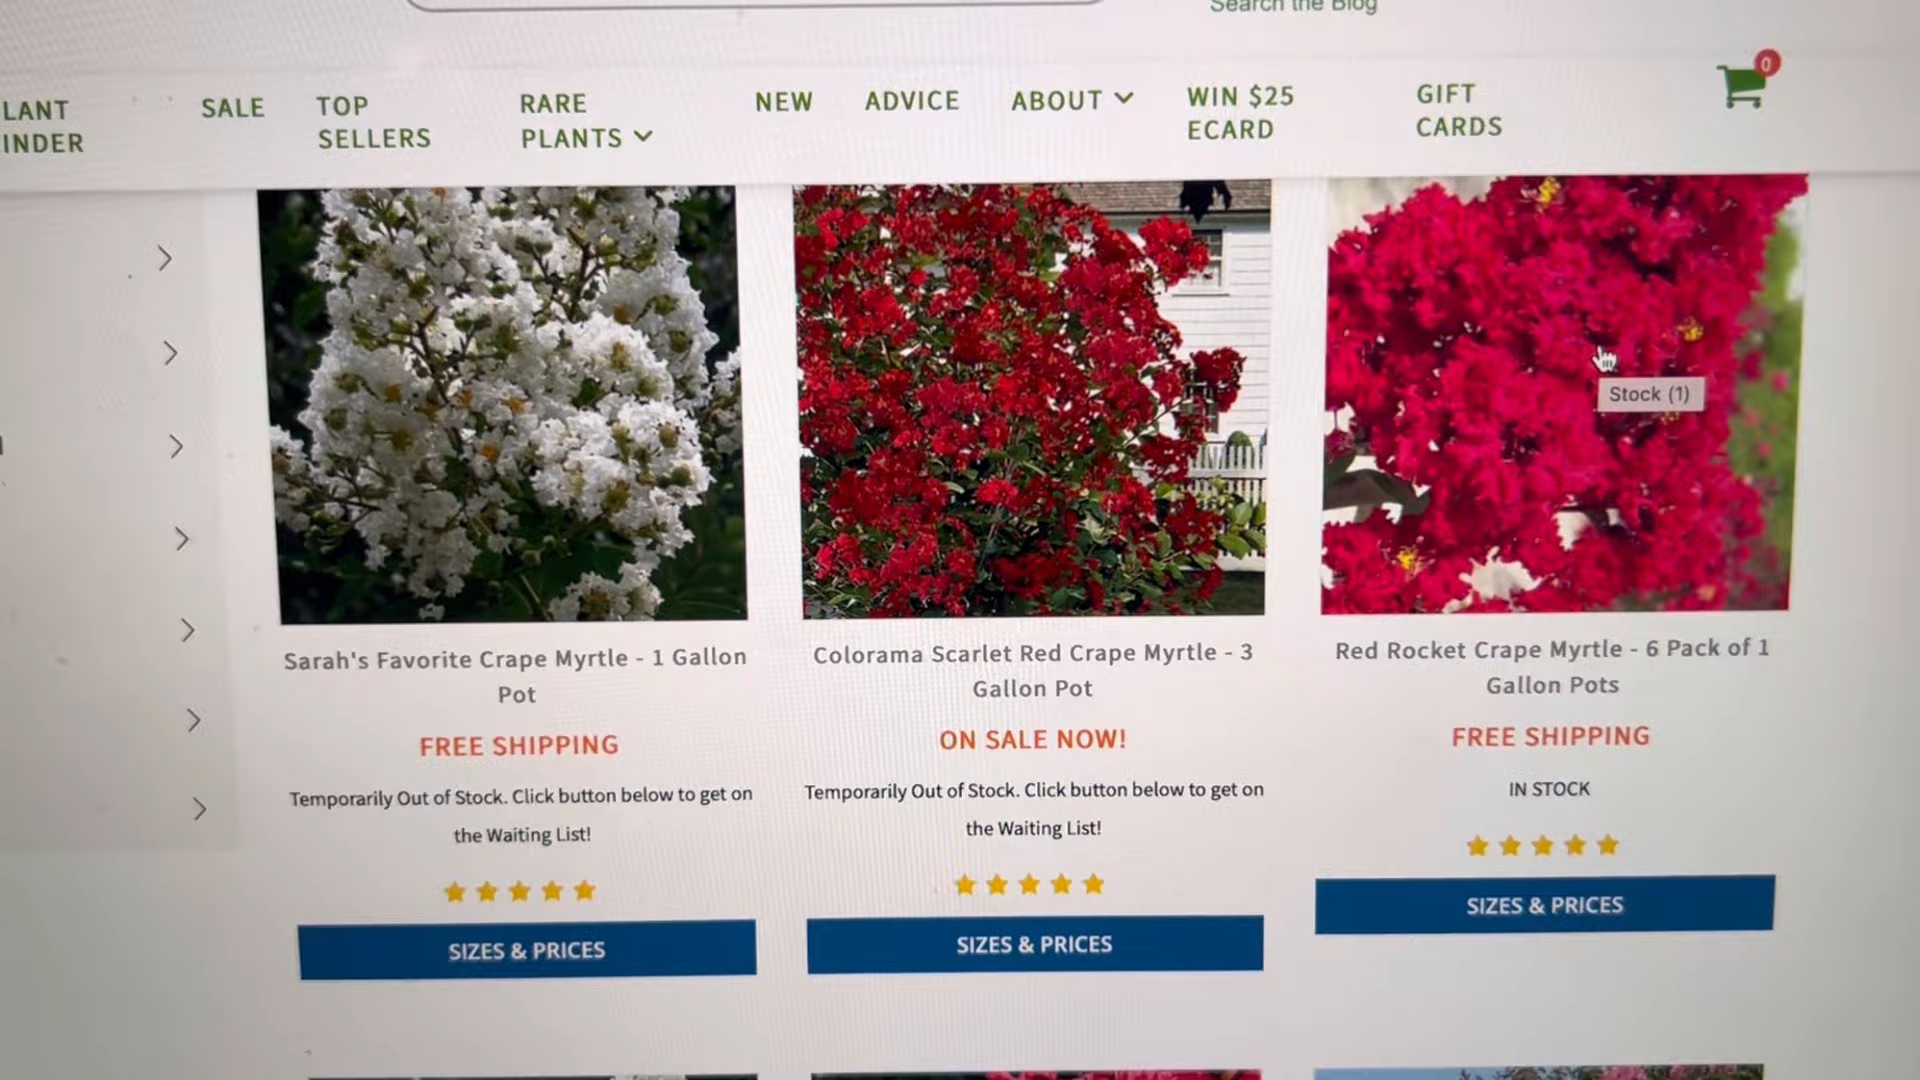 Search the Blog
LANT
INDER
SALE
TOP
SELLERS
RARE
PLANTS
NEW
ADVICE
ABOUT
WIN $25
ECARD
GIFT
CARDS
0
Stock (1)
Sarah's Favorite Crape Myrtle - 1 Gallon
Pot
FREE SHIPPING
Temporarily Out of Stock. Click button below to get on
the Waiting List!
SIZES & PRICES
Colorama Scarlet Red Crape Myrtle - 3
Gallon Pot
ON SALE NOW!
Temporarily Out of Stock. Click button below to get on
the Waiting List!
SIZES & PRICES
Red Rocket Crape Myrtle - 6 Pack of 1
Gallon Pots
FREE SHIPPING
IN STOCK
SIZES & PRICES